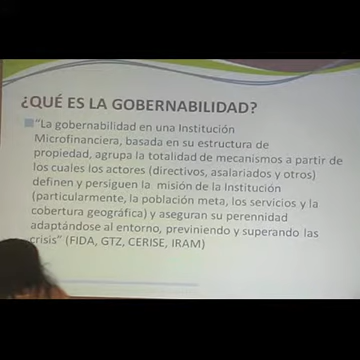 ¿QUÉ ES LA GOBERNABILIDAD?
“La gobernabilidad en una Institución
Microfinanciera, basada en su estructura de
propiedad, agrupa la totalidad de mecanismos a partir de
los cuales los actores (directivos, asalariados y otros)
definen y persiguen la misión de la Institución
(particularmente, la población meta, los servicios y la
cobertura geográfica) y aseguran su perennidad
adaptándose al entorno, previniendo y superando las
crisis” (FIDA, GTZ, CERISE, IRAM)